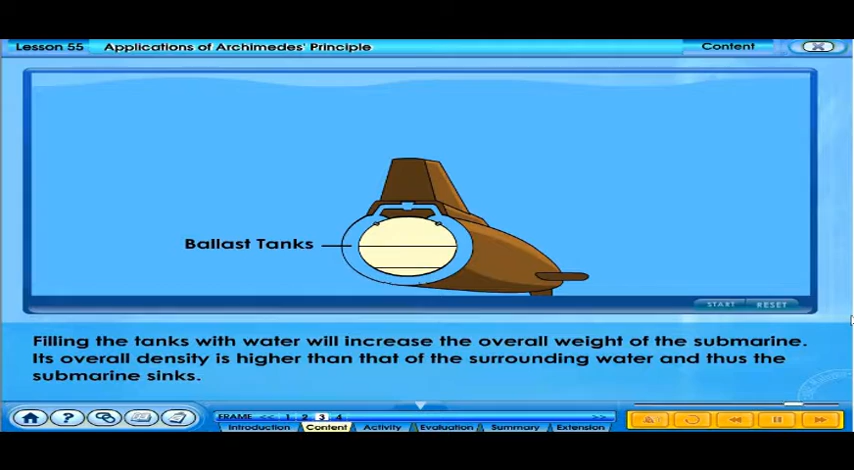 Lesson 55 Applications of Archimedes' Principle Content
Ballast Tanks
START RESET
Filling the tanks with water will increase the overall weight of the submarine.
Its overall density is higher than that of the surrounding water and thus the
submarine sinks.
FRAME << 1 2 3 4 >>
Introduction Content Activity Evaluation Summary Extension